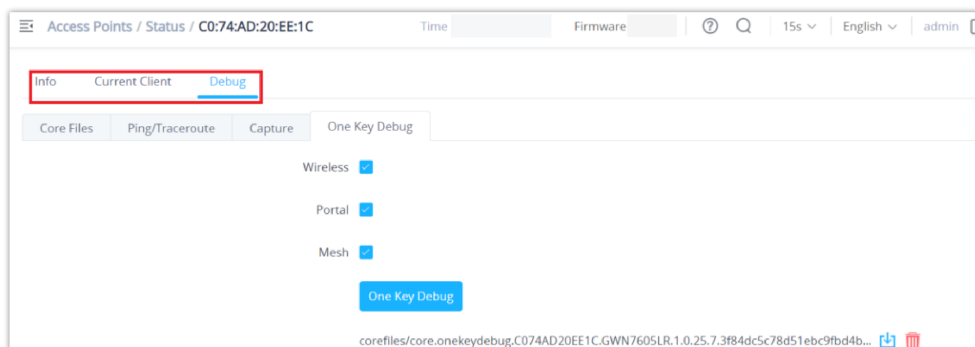 Access Points / Status / C0:74:AD:20:EE:1C Time Firmware 15s English admin
Info Current Client Debug
Core Files Ping/Traceroute Capture One Key Debug
Wireless
Portal
Mesh
One Key Debug
corefiles/core.onekeydebug.C074AD20EE1C.GWN7605LR.1.0.25.7.3f84dc5c78d51ebc9fbd4b...